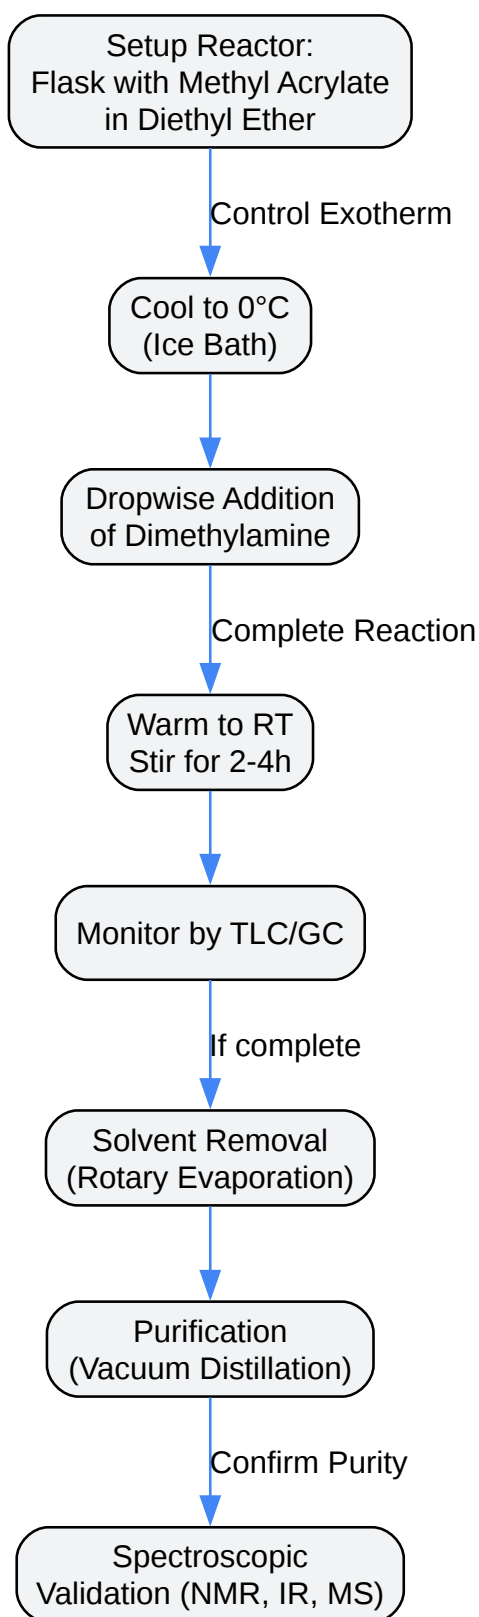 Setup Reactor:
Flask with Methyl Acrylate
in Diethyl Ether
Control Exotherm
Cool to 0°C
(Ice Bath)
Dropwise Addition
of Dimethylamine
Complete Reaction
Warm to RT
Stir for 2-4h
Monitor by TLC/GC
If complete
Solvent Removal
(Rotary Evaporation)
Purification
(Vacuum Distillation)
Confirm Purity
Spectroscopic
Validation (NMR, IR, MS)